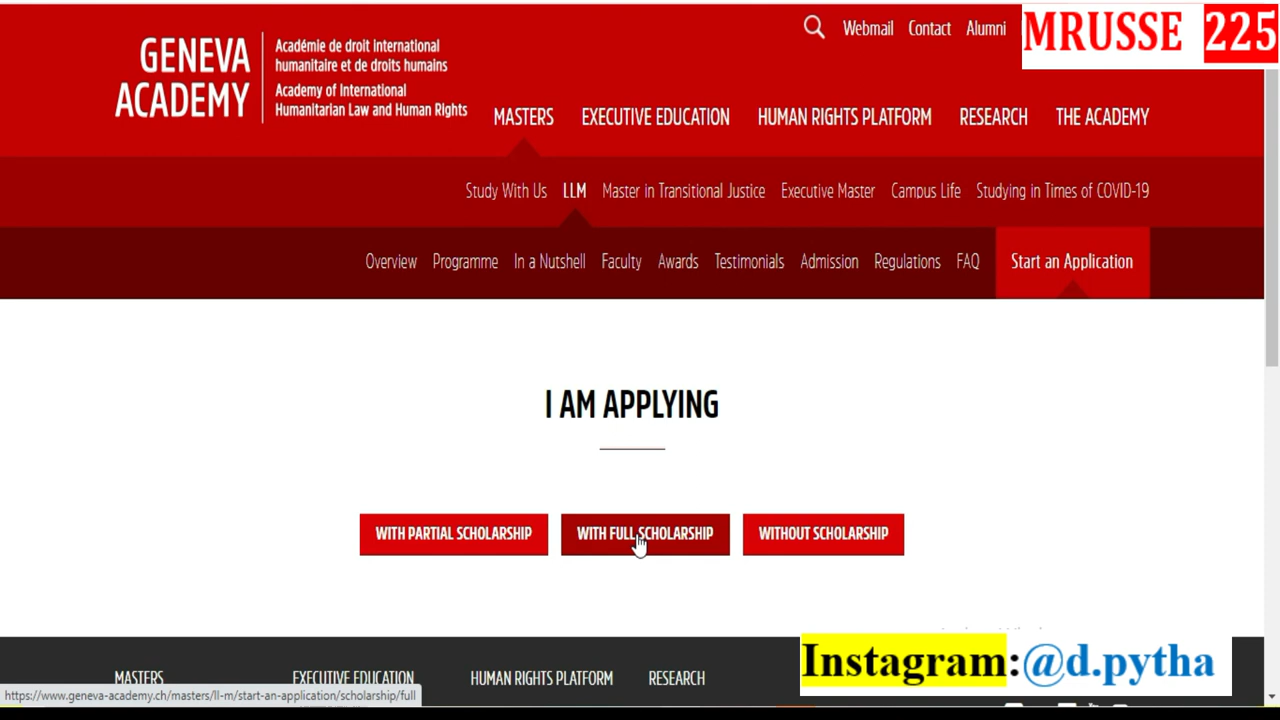 Webmail Contact Alumni
MRUSSE 225
GENEVA ACADEMY
Académie de droit international
humanitaire et de droits humains
Academy of International
Humanitarian Law and Human Rights
MASTERS EXECUTIVE EDUCATION HUMAN RIGHTS PLATFORM RESEARCH THE ACADEMY
Study With Us LLM Master in Transitional Justice Executive Master Campus Life Studying in Times of COVID-19
Overview Programme In a Nutshell Faculty Awards Testimonials Admission Regulations FAQ Start an Application
I AM APPLYING
WITH PARTIAL SCHOLARSHIP WITH FULL SCHOLARSHIP WITHOUT SCHOLARSHIP
MASTERS EXECUTIVE EDUCATION HUMAN RIGHTS PLATFORM RESEARCH
Instagram:@d.pytha
https://www.geneva-academy.ch/masters/ll-m/start-an-application/scholarship/full